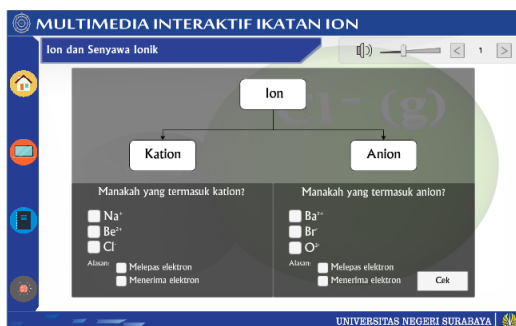 MULTIMEDIA INTERAKTIF IKATAN ION
Ion dan Senyawa Ionik
< 1 >
Cl⁻ (g)
Ion
Kation Anion
Manakah yang termasuk kation?
Na⁺
Be²⁺
Cl⁻
Alasan: Melepas elektron
Menerima elektron
Manakah yang termasuk anion?
Ba²⁺
Br⁻
O²⁻
Alasan: Melepas elektron
Menerima elektron
Cek
UNIVERSITAS NEGERI SURABAYA